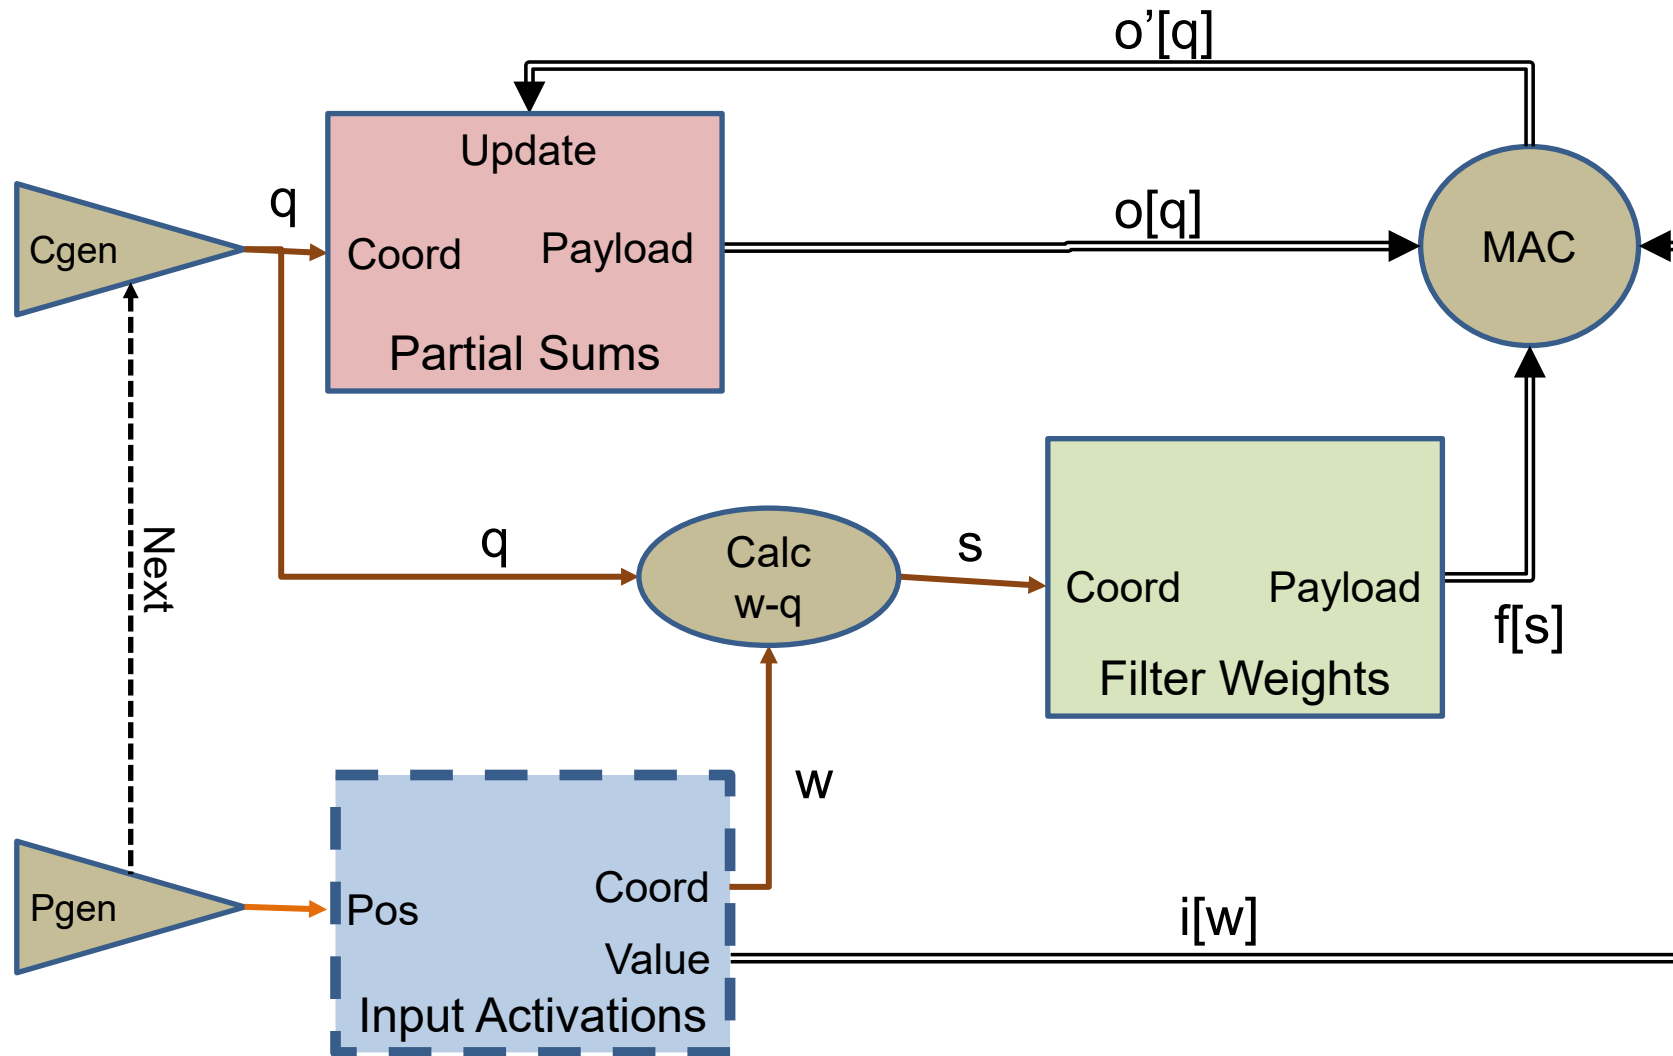 o’[q]
Update
q
Cgen
Coord
Payload
o[q]
MAC
Partial Sums
Next
q
Calc
w-q
s
Coord
Payload
f[s]
Filter Weights
w
Pgen
Pos
Coord
Value
i[w]
Input Activations